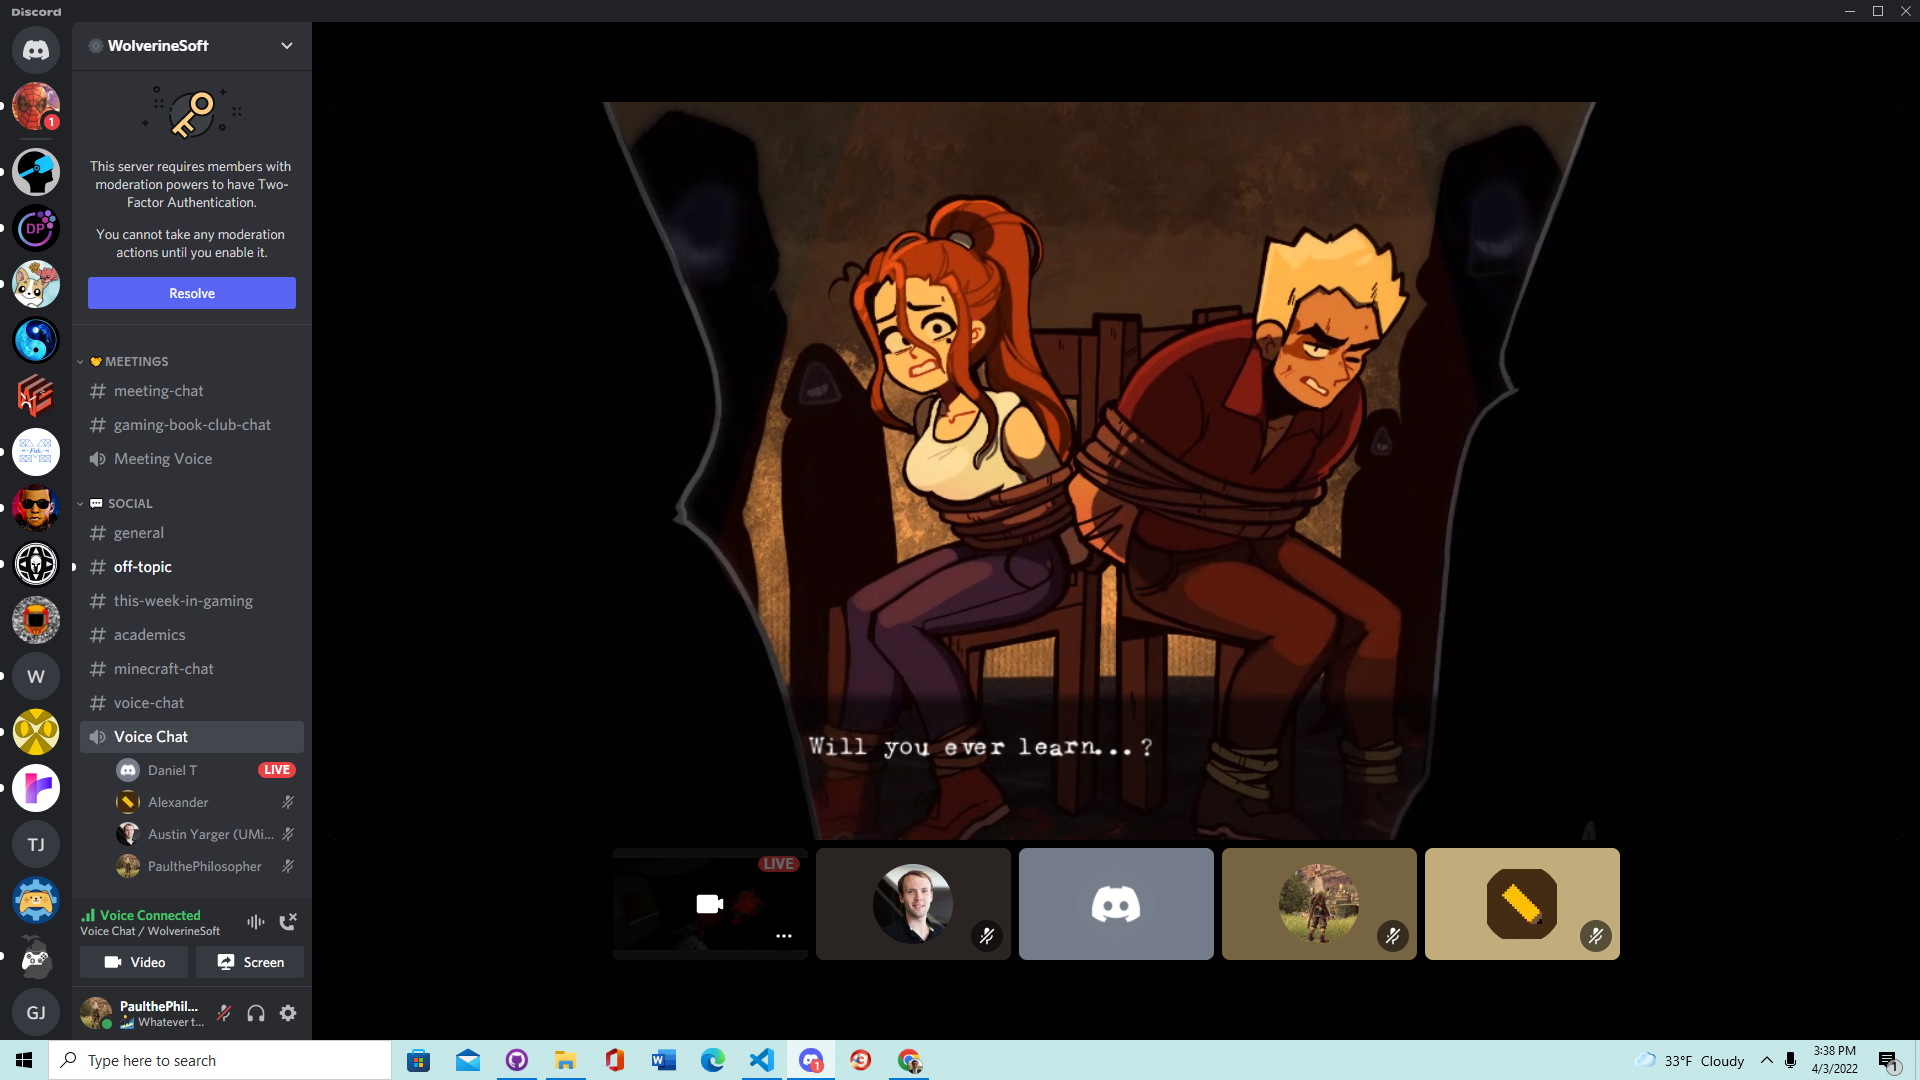 Discord
WolverineSoft
1
This server requires members with
moderation powers to have Two-
Factor Authentication.
You cannot take any moderation
actions until you enable it.
Resolve
DP
MEETINGS
meeting-chat
gaming-book-club-chat
Meeting Voice
SOCIAL
general
off-topic
this-week-in-gaming
academics
minecraft-chat
W
voice-chat
Voice Chat
Will you ever learn...?
Daniel T LIVE
Alexander
Austin Yarger (UMi...
PaulthePhilosopher
TJ
LIVE
Voice Connected
Voice Chat / WolverineSoft
Video Screen
GJ
PaulthePhil...
Whatever t...
Type here to search
1
33°F Cloudy
3:38 PM
4/3/2022
1